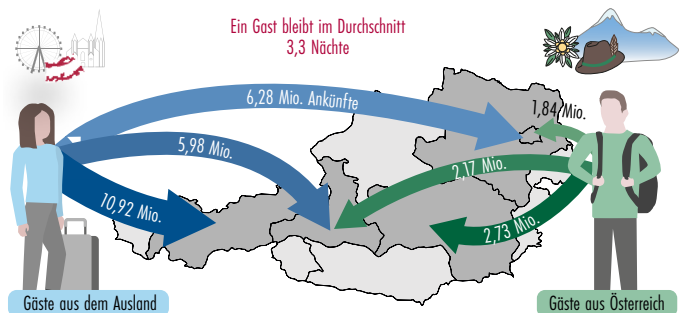 Ein Gast bleibt im Durchschnitt
3,3 Nächte
6,28 Mio. Ankünfte
1,84 Mio.
5,98 Mio.
2,17 Mio.
10,92 Mio.
2,73 Mio.
Gäste aus dem Ausland
Gäste aus Österreich